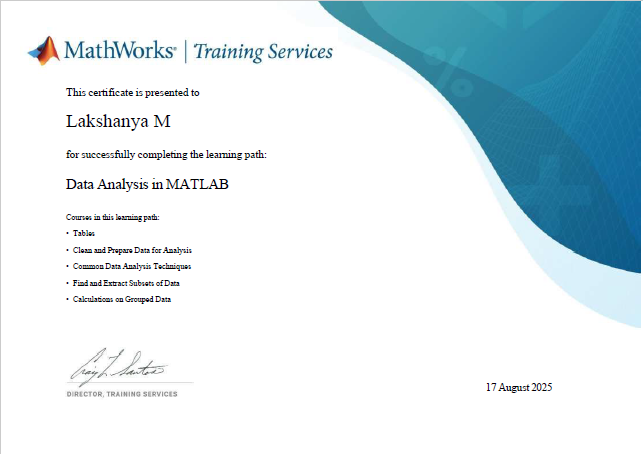 MathWorks® | Training Services
This certificate is presented to
Lakshanya M
for successfully completing the learning path:
Data Analysis in MATLAB
Courses in this learning path:
• Tables
• Clean and Prepare Data for Analysis
• Common Data Analysis Techniques
• Find and Extract Subsets of Data
• Calculations on Grouped Data
Craig T. Santos
DIRECTOR, TRAINING SERVICES
17 August 2025